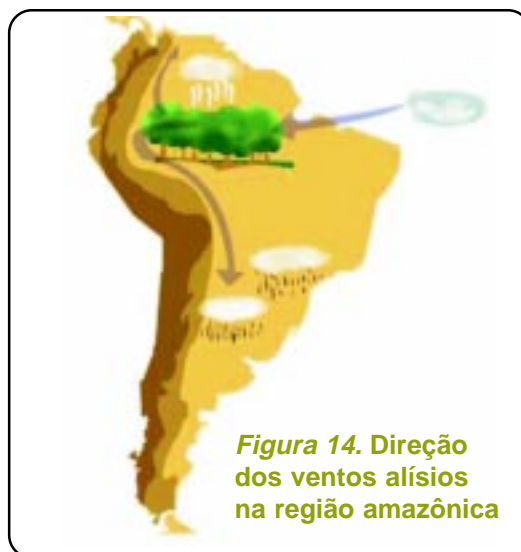 Figura 14. Direção
dos ventos alísios
na região amazônica